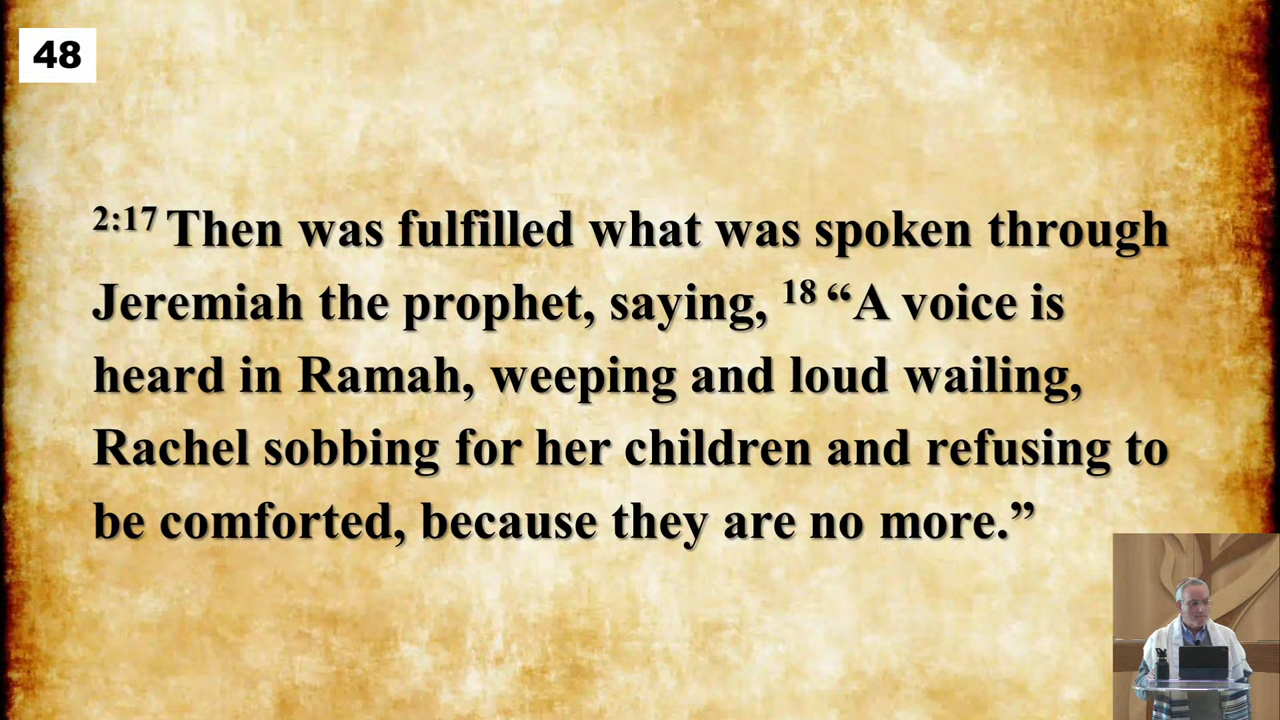 48
2:17 Then was fulfilled what was spoken through
Jeremiah the prophet, saying, 18 “A voice is
heard in Ramah, weeping and loud wailing,
Rachel sobbing for her children and refusing to
be comforted, because they are no more.”